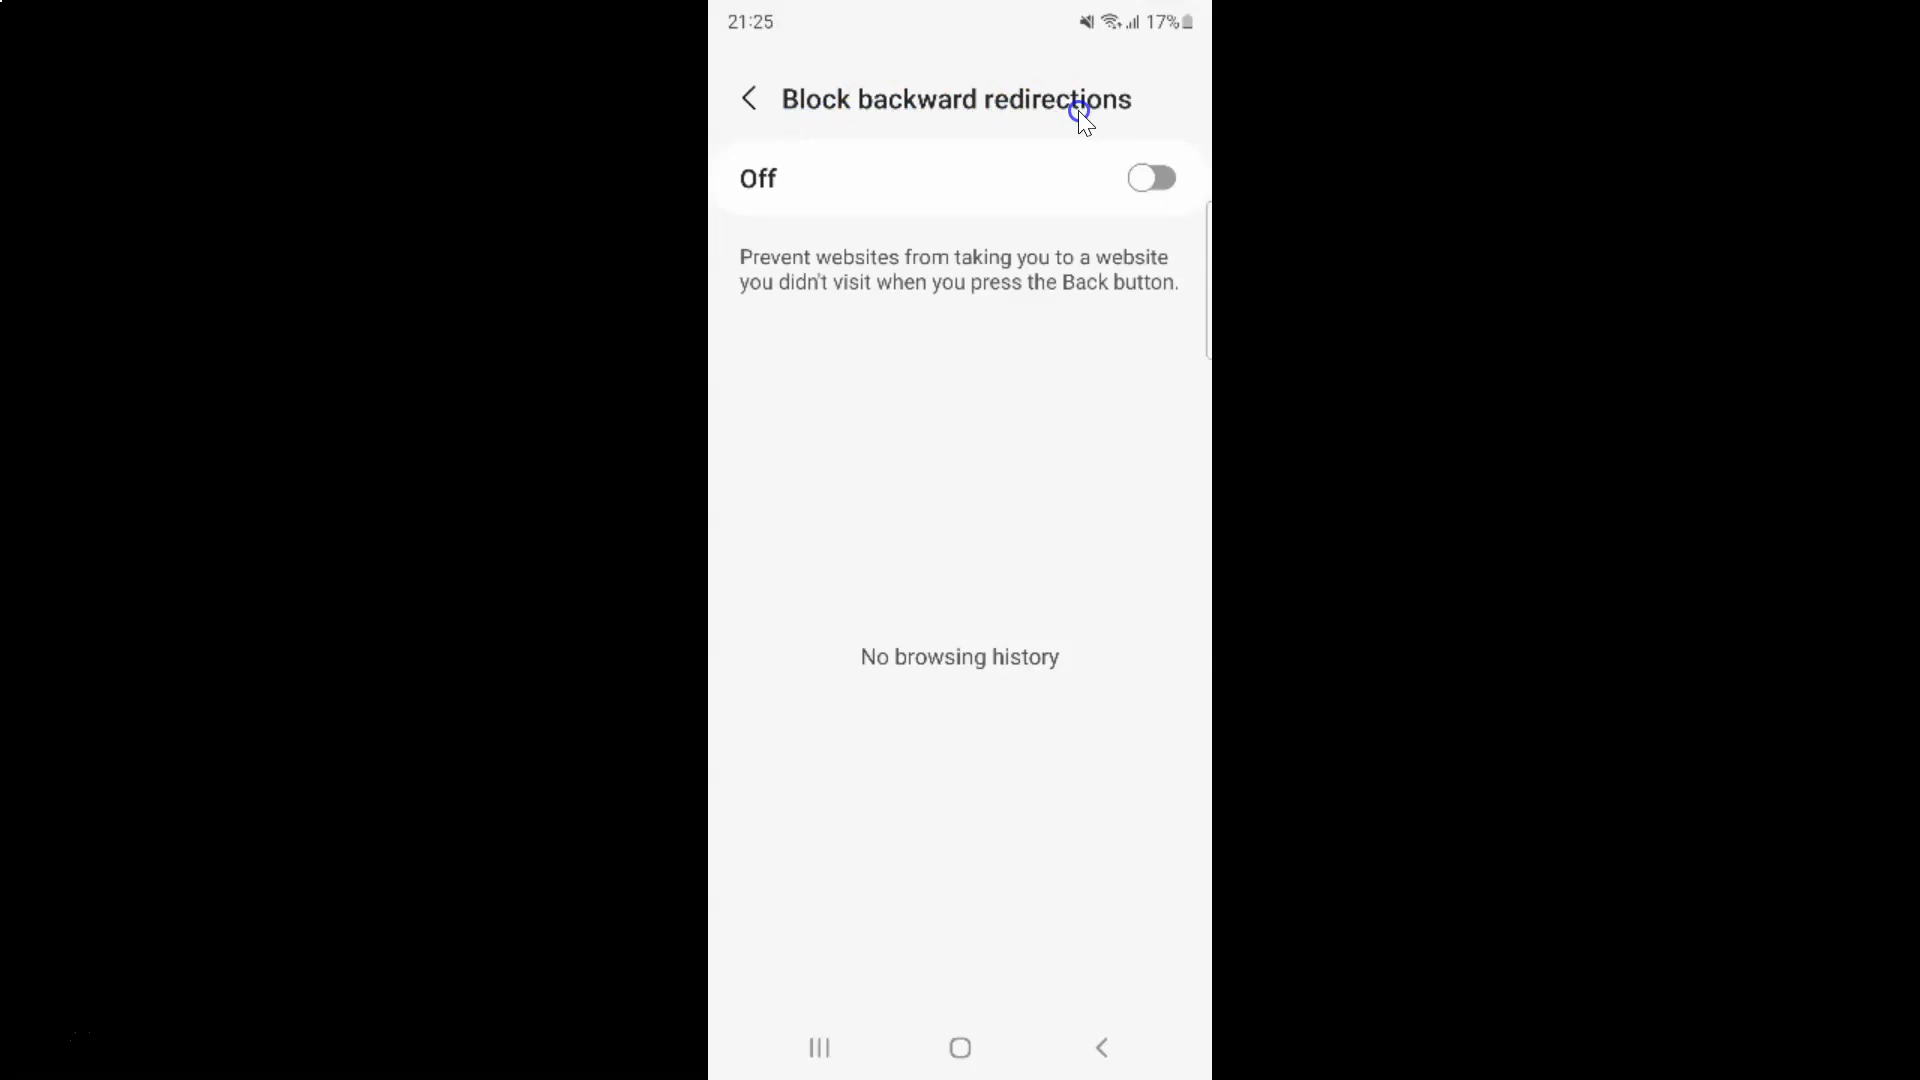 21:25
17%
Block backward redirections
Off
Prevent websites from taking you to a website
you didn't visit when you press the Back button.
No browsing history